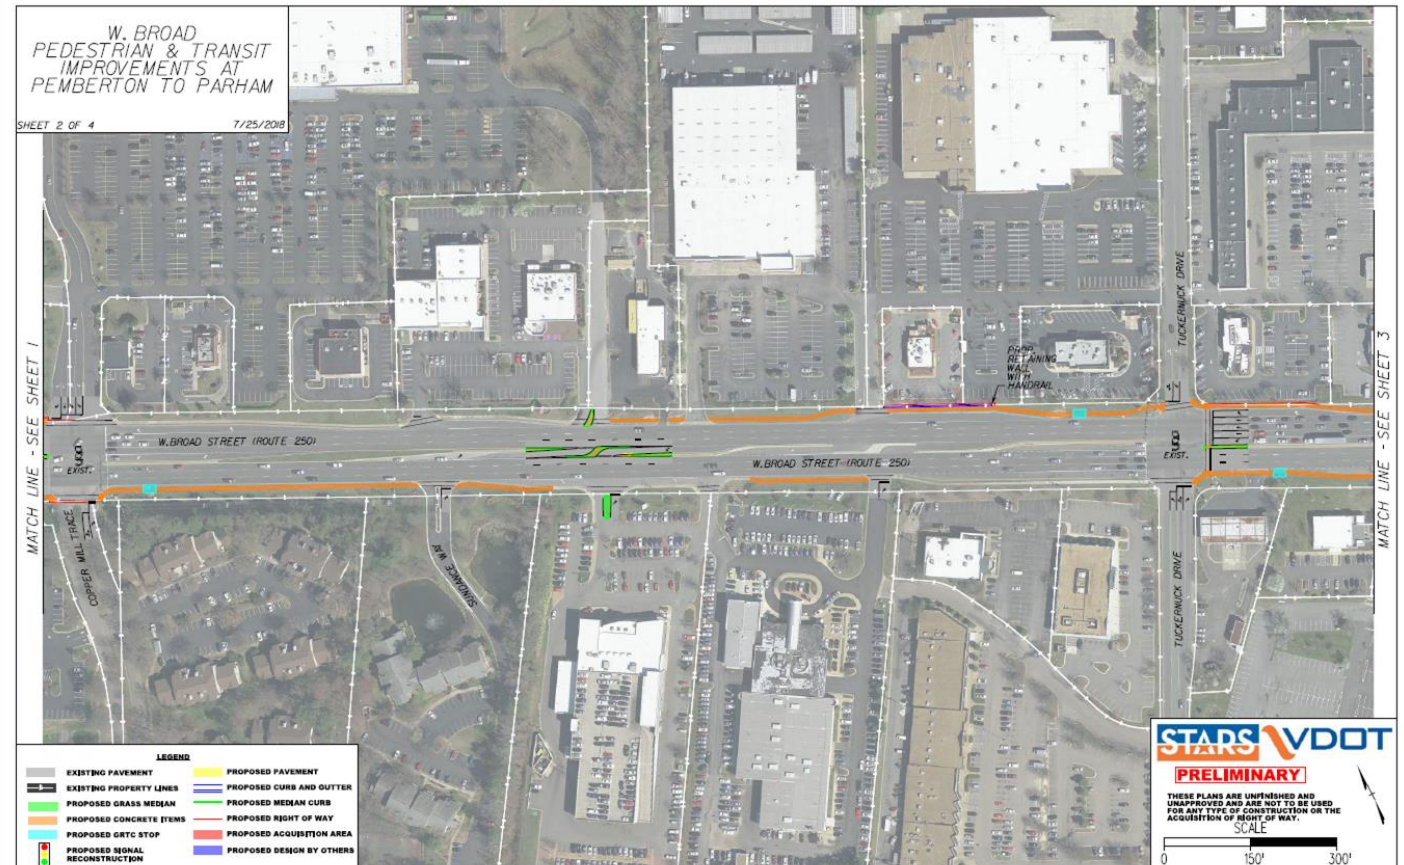 W. BROAD
PEDESTRIAN & TRANSIT
IMPROVEMENTS AT
PEMBERTON TO PARHAM
SHEET 2 OF 4 7/25/2018
MATCH LINE - SEE SHEET 1
W. BROAD STREET (ROUTE 250)
EXIST.
COPPER MILL TRACE
SUNDANCE WAY
W. BROAD STREET (ROUTE 250)
PROP.
RETAINING
WALL
WITH
HANDRAIL
TUCKERNUCK DRIVE
EXIST.
TUCKERNUCK DRIVE
MATCH LINE - SEE SHEET 3
LEGEND
EXISTING PAVEMENT
EXISTING PROPERTY LINES
PROPOSED GRASS MEDIAN
PROPOSED CONCRETE ITEMS
PROPOSED GRTC STOP
PROPOSED SIGNAL
RECONSTRUCTION
PROPOSED PAVEMENT
PROPOSED CURB AND GUTTER
PROPOSED MEDIAN CURB
PROPOSED RIGHT OF WAY
PROPOSED ACQUISITION AREA
PROPOSED DESIGN BY OTHERS
STARS VDOT
PRELIMINARY
THESE PLANS ARE UNFINISHED AND
UNAPPROVED AND ARE NOT TO BE USED
FOR ANY TYPE OF CONSTRUCTION OR THE
ACQUISITION OF RIGHT OF WAY.
SCALE
0 150' 300'